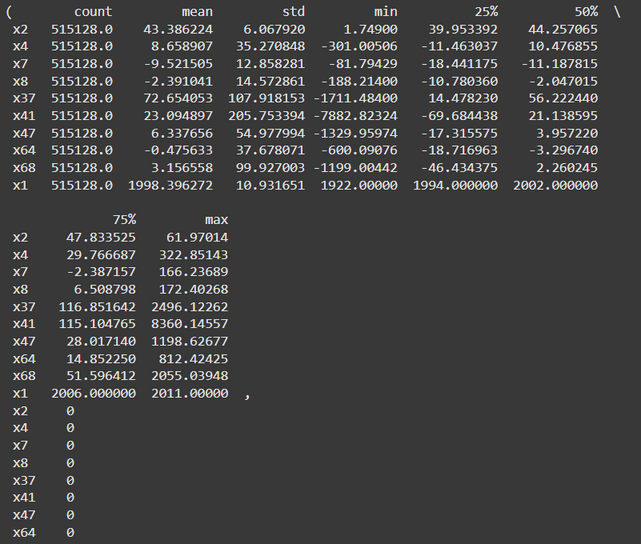 (       count         mean         std         min          25%          50%  \
x2   515128.0    43.386224    6.067920     1.74900    39.953392    44.257065
x4   515128.0     8.658907   35.270848  -301.00506   -11.463037    10.476855
x7   515128.0    -9.521505   12.858281   -81.79429   -18.441175   -11.187815
x8   515128.0    -2.391041   14.572861  -188.21400   -10.780360    -2.047015
x37  515128.0    72.654053  107.918153 -1711.48400    14.478230    56.222440
x41  515128.0    23.094897  205.753394 -7882.82324   -69.684438    21.138595
x47  515128.0     6.337656   54.977994 -1329.95974   -17.315575     3.957220
x64  515128.0    -0.475633   37.678071  -600.09076   -18.716963    -3.296740
x68  515128.0     3.156558   99.927003 -1199.00442   -46.434375     2.260245
x1   515128.0  1998.396272   10.931651  1922.00000  1994.000000  2002.000000
75%         max
x2     47.833525    61.97014
x4     29.766687   322.85143
x7     -2.387157   166.23689
x8      6.508798   172.40268
x37   116.851642  2496.12262
x41   115.104765  8360.14557
x47    28.017140  1198.62677
x64    14.852250   812.42425
x68    51.596412  2055.03948
x1   2006.000000  2011.00000  ,
x2     0
x4     0
x7     0
x8     0
x37    0
x41    0
x47    0
x64    0